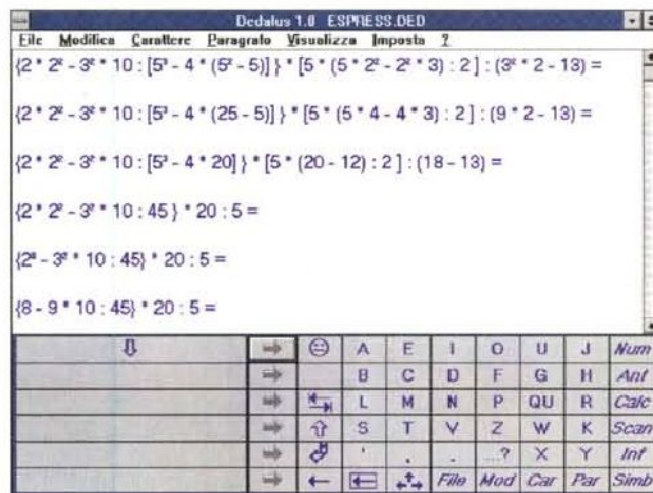 Dedalus 1.0 ESPRESS.DED
File Modifica Carattere Paragrafo Visualizza Imposta ?
{2 * 2² - 3² * 10 : [5³ - 4 * (5² - 5)] } * [5 * (5 * 2² - 2² * 3) : 2 ] : (3² * 2 - 13) =
{2 * 2² - 3² * 10 : [5³ - 4 * (25 - 5)] } * [5 * (5 * 4 - 4 * 3) : 2 ] : (9 * 2 - 13) =
{2 * 2² - 3² * 10 : [5³ - 4 * 20] } * [5 * (20 - 12) : 2 ] : (18 - 13) =
{2 * 2² - 3² * 10 : 45 } * 20 : 5 =
{2³ - 3² * 10 : 45} * 20 : 5 =
{8 - 9 * 10 : 45} * 20 : 5 =
A E I O U J Num
B C D F G H Ant
L M N P QU R Calc
S T V Z W K Scan
' , . ...? X Y Inf
File Mod Car Par Simb